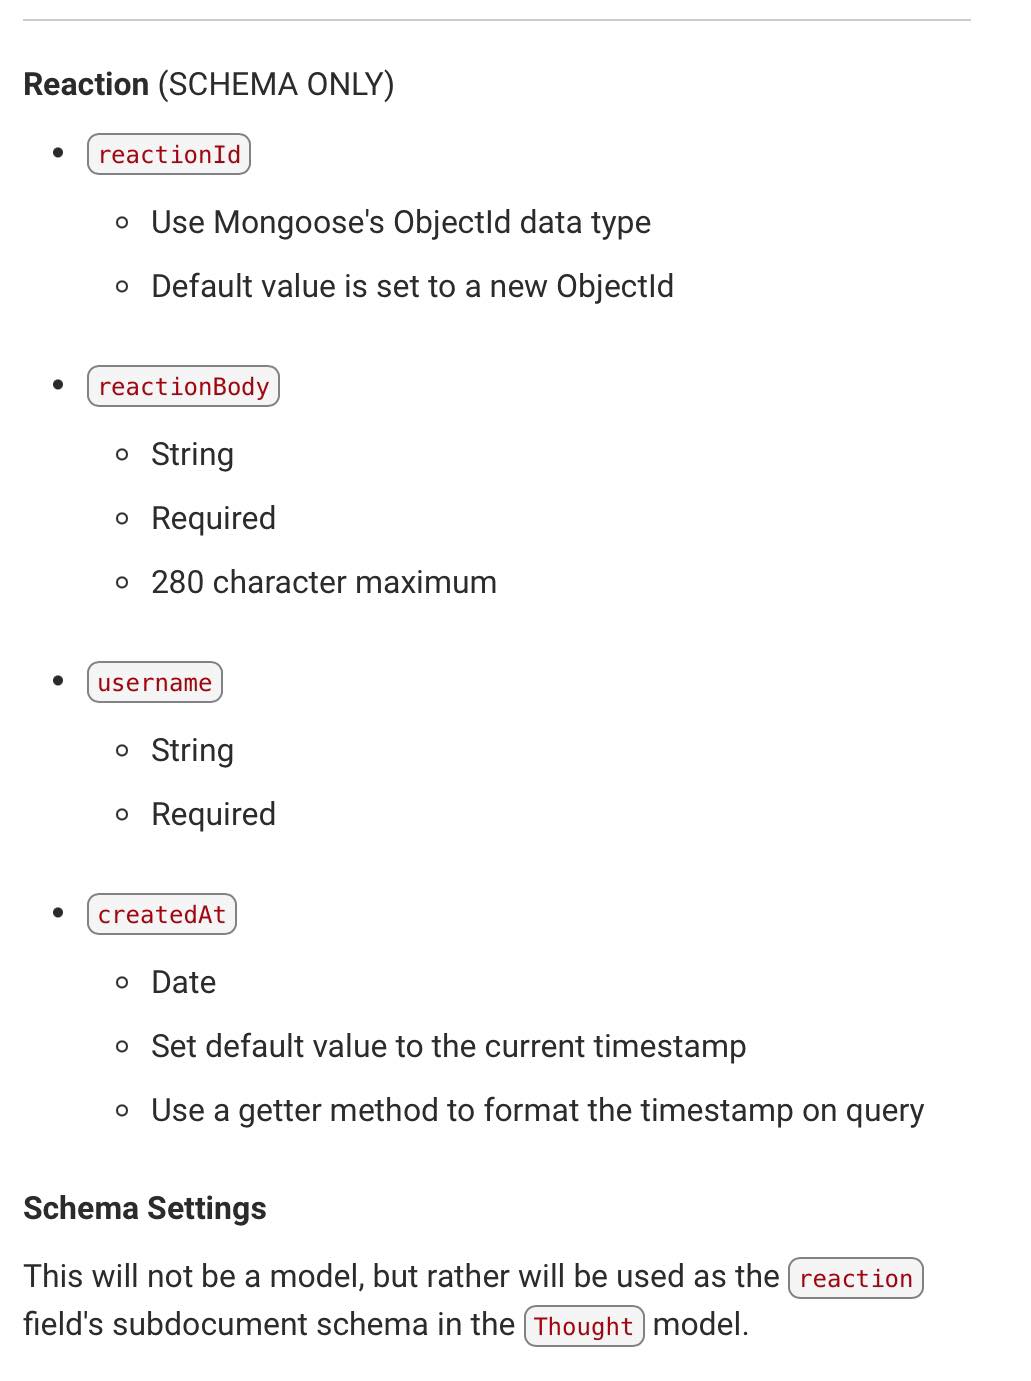 Reaction (SCHEMA ONLY)
reactionId
Use Mongoose's ObjectId data type
Default value is set to a new ObjectId
reactionBody
String
Required
280 character maximum
username
String
Required
createdAt
Date
Set default value to the current timestamp
Use a getter method to format the timestamp on query
Schema Settings
This will not be a model, but rather will be used as the reaction
field's subdocument schema in the Thought model.